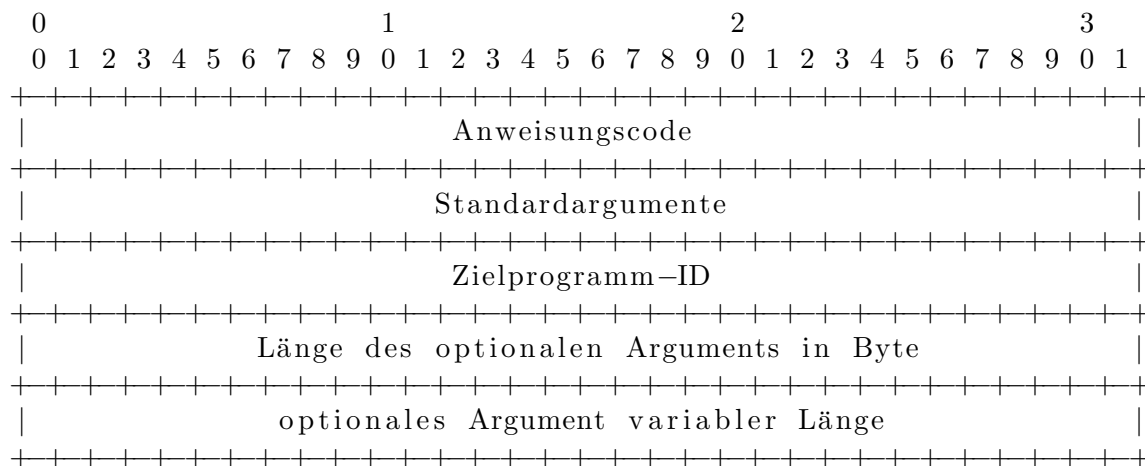 0 1 2 3
0 1 2 3 4 5 6 7 8 9 0 1 2 3 4 5 6 7 8 9 0 1 2 3 4 5 6 7 8 9 0 1
+-+-+-+-+-+-+-+-+-+-+-+-+-+-+-+-+-+-+-+-+-+-+-+-+-+-+-+-+-+-+-+-+
| Anweisungscode |
+-+-+-+-+-+-+-+-+-+-+-+-+-+-+-+-+-+-+-+-+-+-+-+-+-+-+-+-+-+-+-+-+
| Standardargumente |
+-+-+-+-+-+-+-+-+-+-+-+-+-+-+-+-+-+-+-+-+-+-+-+-+-+-+-+-+-+-+-+-+
| Zielprogramm−ID |
+-+-+-+-+-+-+-+-+-+-+-+-+-+-+-+-+-+-+-+-+-+-+-+-+-+-+-+-+-+-+-+-+
| Länge des optionalen Arguments in Byte |
+-+-+-+-+-+-+-+-+-+-+-+-+-+-+-+-+-+-+-+-+-+-+-+-+-+-+-+-+-+-+-+-+
| optionales Argument variabler Länge |
+-+-+-+-+-+-+-+-+-+-+-+-+-+-+-+-+-+-+-+-+-+-+-+-+-+-+-+-+-+-+-+-+